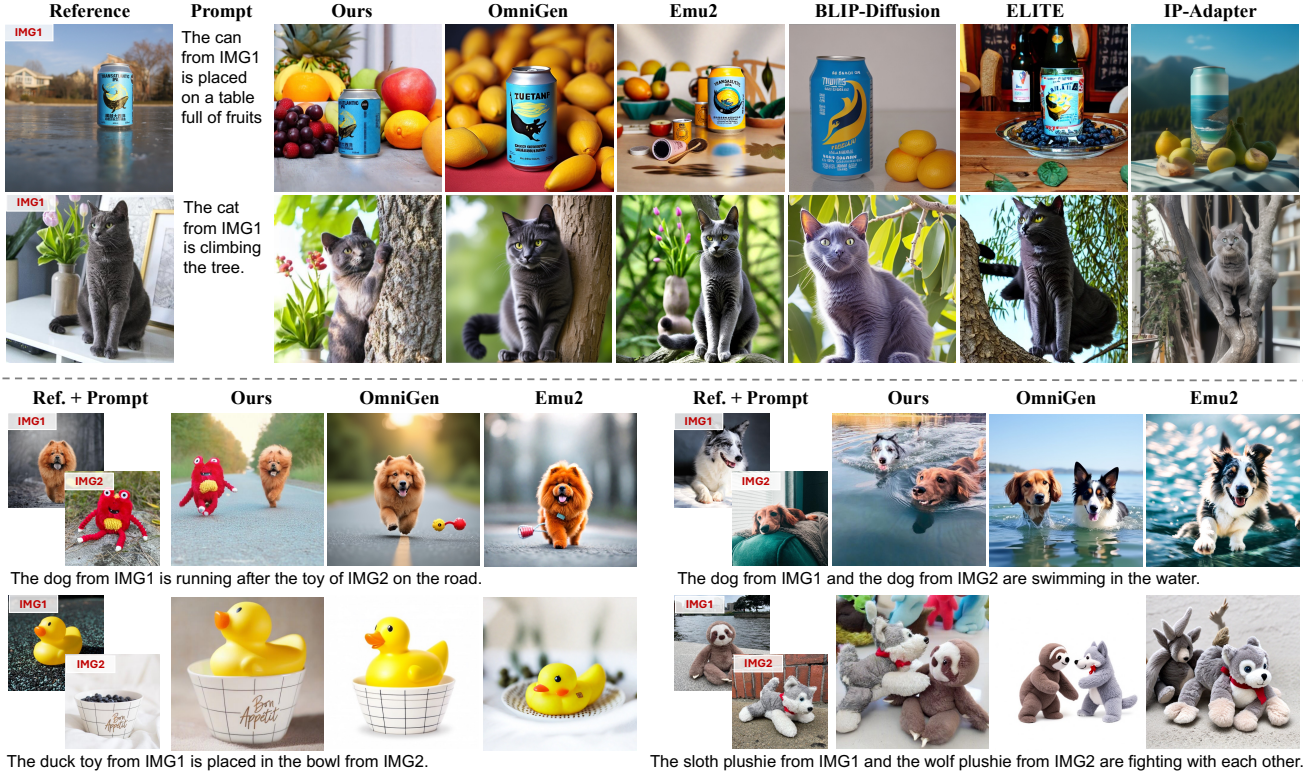 Reference Prompt Ours OmniGen Emu2 BLIP-Diffusion ELITE IP-Adapter
IMG1
The can
from IMG1
is placed
on a table
full of fruits
TRANSATLANTIC
IPA
IMG1
The cat
from IMG1
is climbing
the tree.
Ref. + Prompt Ours OmniGen Emu2 Ref. + Prompt Ours OmniGen Emu2
IMG1
IMG2
The dog from IMG1 is running after the toy of IMG2 on the road.
IMG1
IMG2
The dog from IMG1 and the dog from IMG2 are swimming in the water.
IMG1
IMG2
Bon
Appetit
Bon
Appetit
The duck toy from IMG1 is placed in the bowl from IMG2.
IMG1
IMG2
The sloth plushie from IMG1 and the wolf plushie from IMG2 are fighting with each other.